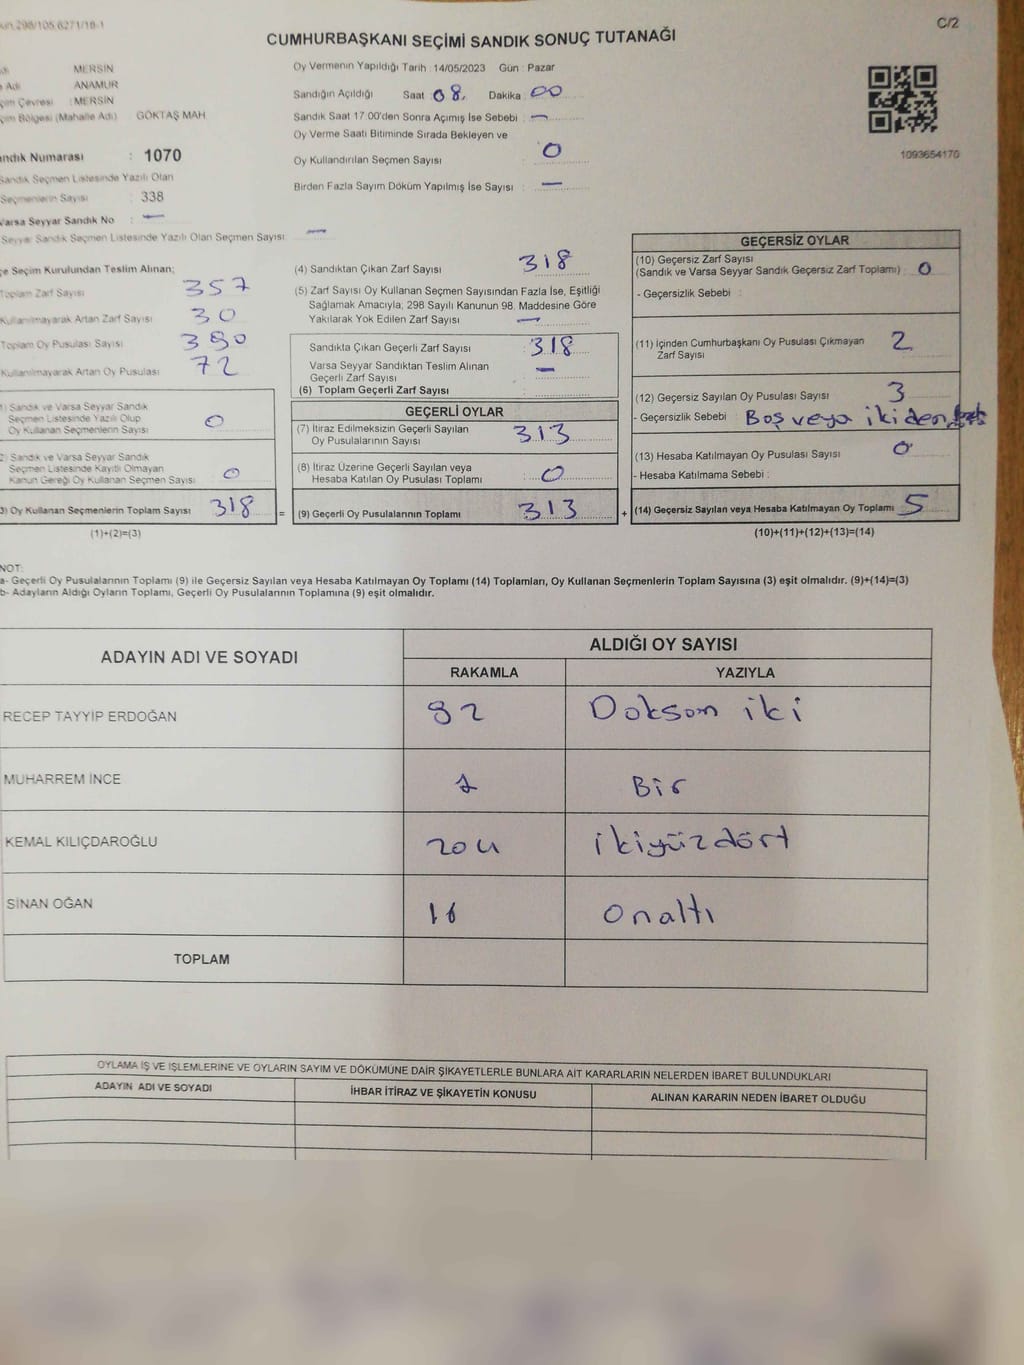 298/105.6271/18-1
C/2
CUMHURBAŞKANI SEÇİMİ SANDIK SONUÇ TUTANAĞI
MERSİN
Adı ANAMUR
Çevresi : MERSİN
Bölgesi (Mahalle Adı) GÖKTAŞ MAH
Numarası : 1070
Sandık Seçmen Listesinde Yazılı Olan
Seçmenlerin Sayısı : 338
Varsa Seyyar Sandık No : —
Seyyar Sandık Seçmen Listesinde Yazılı Olan Seçmen Sayısı : —
Oy Vermenin Yapıldığı Tarih : 14/05/2023 Gün : Pazar
Sandığın Açıldığı Saat 08. Dakika 00
Sandık Saat 17.00'den Sonra Açımış İse Sebebi : —
Oy Verme Saati Bitiminde Sırada Bekleyen ve
Oy Kullandırılan Seçmen Sayısı : 0
Birden Fazla Sayım Döküm Yapılmış İse Sayısı : —
1093654170
Seçim Kurulundan Teslim Alınan;
Toplam Zarf Sayısı 357
Kullanılmayarak Artan Zarf Sayısı 30
Toplam Oy Pusulası Sayısı 390
Kullanılmayarak Artan Oy Pusulası 72
1) Sandık ve Varsa Seyyar Sandık
Seçmen Listesinde Yazılı Olup
Oy Kullanan Seçmenlerin Sayısı 0
2) Sandık ve Varsa Seyyar Sandık
Seçmen Listesinde Kayıtlı Olmayan
Kanun Gereği Oy Kullanan Seçmen Sayısı 0
3) Oy Kullanan Seçmenlerin Toplam Sayısı 318 =
(1)+(2)=(3)
(4) Sandıktan Çıkan Zarf Sayısı 318
(5) Zarf Sayısı Oy Kullanan Seçmen Sayısından Fazla İse, Eşitliği
Sağlamak Amacıyla; 298 Sayılı Kanunun 98. Maddesine Göre
Yakılarak Yok Edilen Zarf Sayısı : —
Sandıkta Çıkan Geçerli Zarf Sayısı : 318
Varsa Seyyar Sandıktan Teslim Alınan
Geçerli Zarf Sayısı : —
(6) Toplam Geçerli Zarf Sayısı :
GEÇERLİ OYLAR
(7) İtiraz Edilmeksizin Geçerli Sayılan
Oy Pusulalarının Sayısı 313
(8) İtiraz Üzerine Geçerli Sayılan veya
Hesaba Katılan Oy Pusulası Toplamı : 0
(9) Geçerli Oy Pusulalarının Toplamı 313 +
GEÇERSİZ OYLAR
(10) Geçersiz Zarf Sayısı
(Sandık ve Varsa Seyyar Sandık Geçersiz Zarf Toplamı) : 0
- Geçersizlik Sebebi :
(11) İçinden Cumhurbaşkanı Oy Pusulası Çıkmayan
Zarf Sayısı 2
(12) Geçersiz Sayılan Oy Pusulası Sayısı 3
- Geçersizlik Sebebi Boş veya ikiden
(13) Hesaba Katılmayan Oy Pusulası Sayısı 0
- Hesaba Katılmama Sebebi :
(14) Geçersiz Sayılan veya Hesaba Katılmayan Oy Toplamı 5
(10)+(11)+(12)+(13)=(14)
NOT:
a- Geçerli Oy Pusulalarının Toplamı (9) ile Geçersiz Sayılan veya Hesaba Katılmayan Oy Toplamı (14) Toplamları, Oy Kullanan Seçmenlerin Toplam Sayısına (3) eşit olmalıdır. (9)+(14)=(3)
b- Adayların Aldığı Oyların Toplamı, Geçerli Oy Pusulalarının Toplamına (9) eşit olmalıdır.
ADAYIN ADI VE SOYADI ALDIĞI OY SAYISI
RAKAMLA YAZIYLA
RECEP TAYYİP ERDOĞAN 92 Doksan iki
MUHARREM İNCE 1 Bir
KEMAL KILIÇDAROĞLU 204 ikiyüzdört
SİNAN OĞAN 16 onaltı
TOPLAM
OYLAMA İŞ VE İŞLEMLERİNE VE OYLARIN SAYIM VE DÖKÜMÜNE DAİR ŞİKAYETLERLE BUNLARA AİT KARARLARIN NELERDEN İBARET BULUNDUKLARI
ADAYIN ADI VE SOYADI İHBAR İTİRAZ VE ŞİKAYETİN KONUSU ALINAN KARARIN NEDEN İBARET OLDUĞU